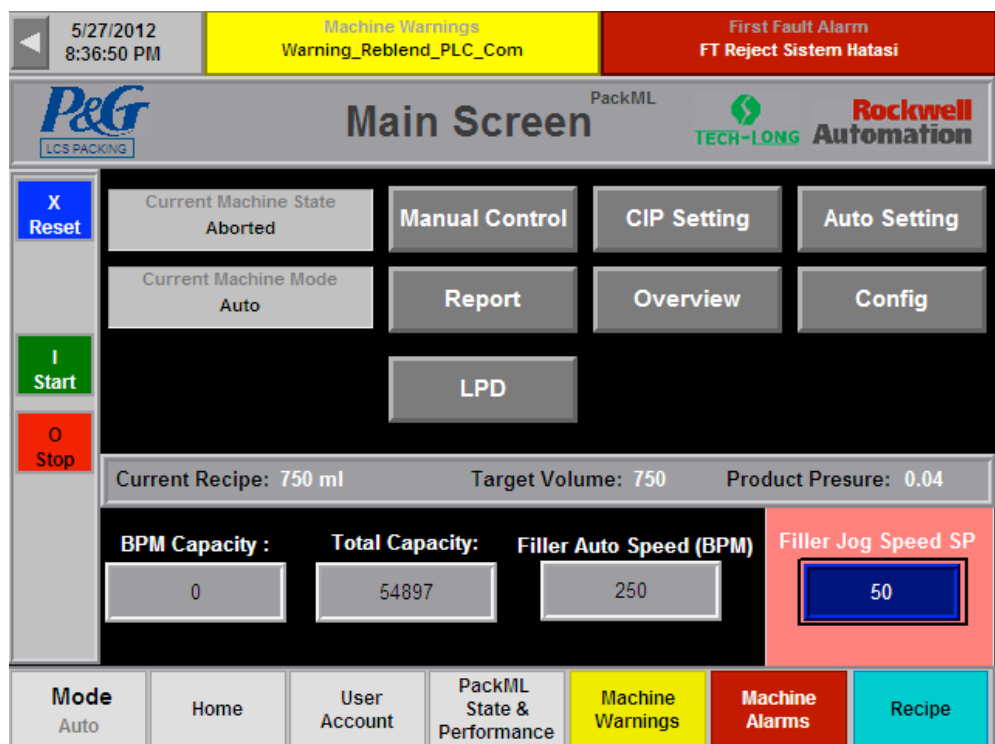 5/27/2012
8:36:50 PM
Machine Warnings
Warning_Reblend_PLC_Com
First Fault Alarm
FT Reject Sistem Hatasi
P&G
LCS PACKING
Main Screen
PackML
TECH-LONG
Rockwell
Automation
X
Reset
Current Machine State
Aborted
Manual Control
CIP Setting
Auto Setting
Current Machine Mode
Auto
Report
Overview
Config
I
Start
LPD
O
Stop
Current Recipe: 750 ml
Target Volume: 750
Product Presure: 0.04
BPM Capacity :
0
Total Capacity:
54897
Filler Auto Speed (BPM)
250
Filler Jog Speed SP
50
Mode
Auto
Home
User
Account
PackML
State &
Performance
Machine
Warnings
Machine
Alarms
Recipe